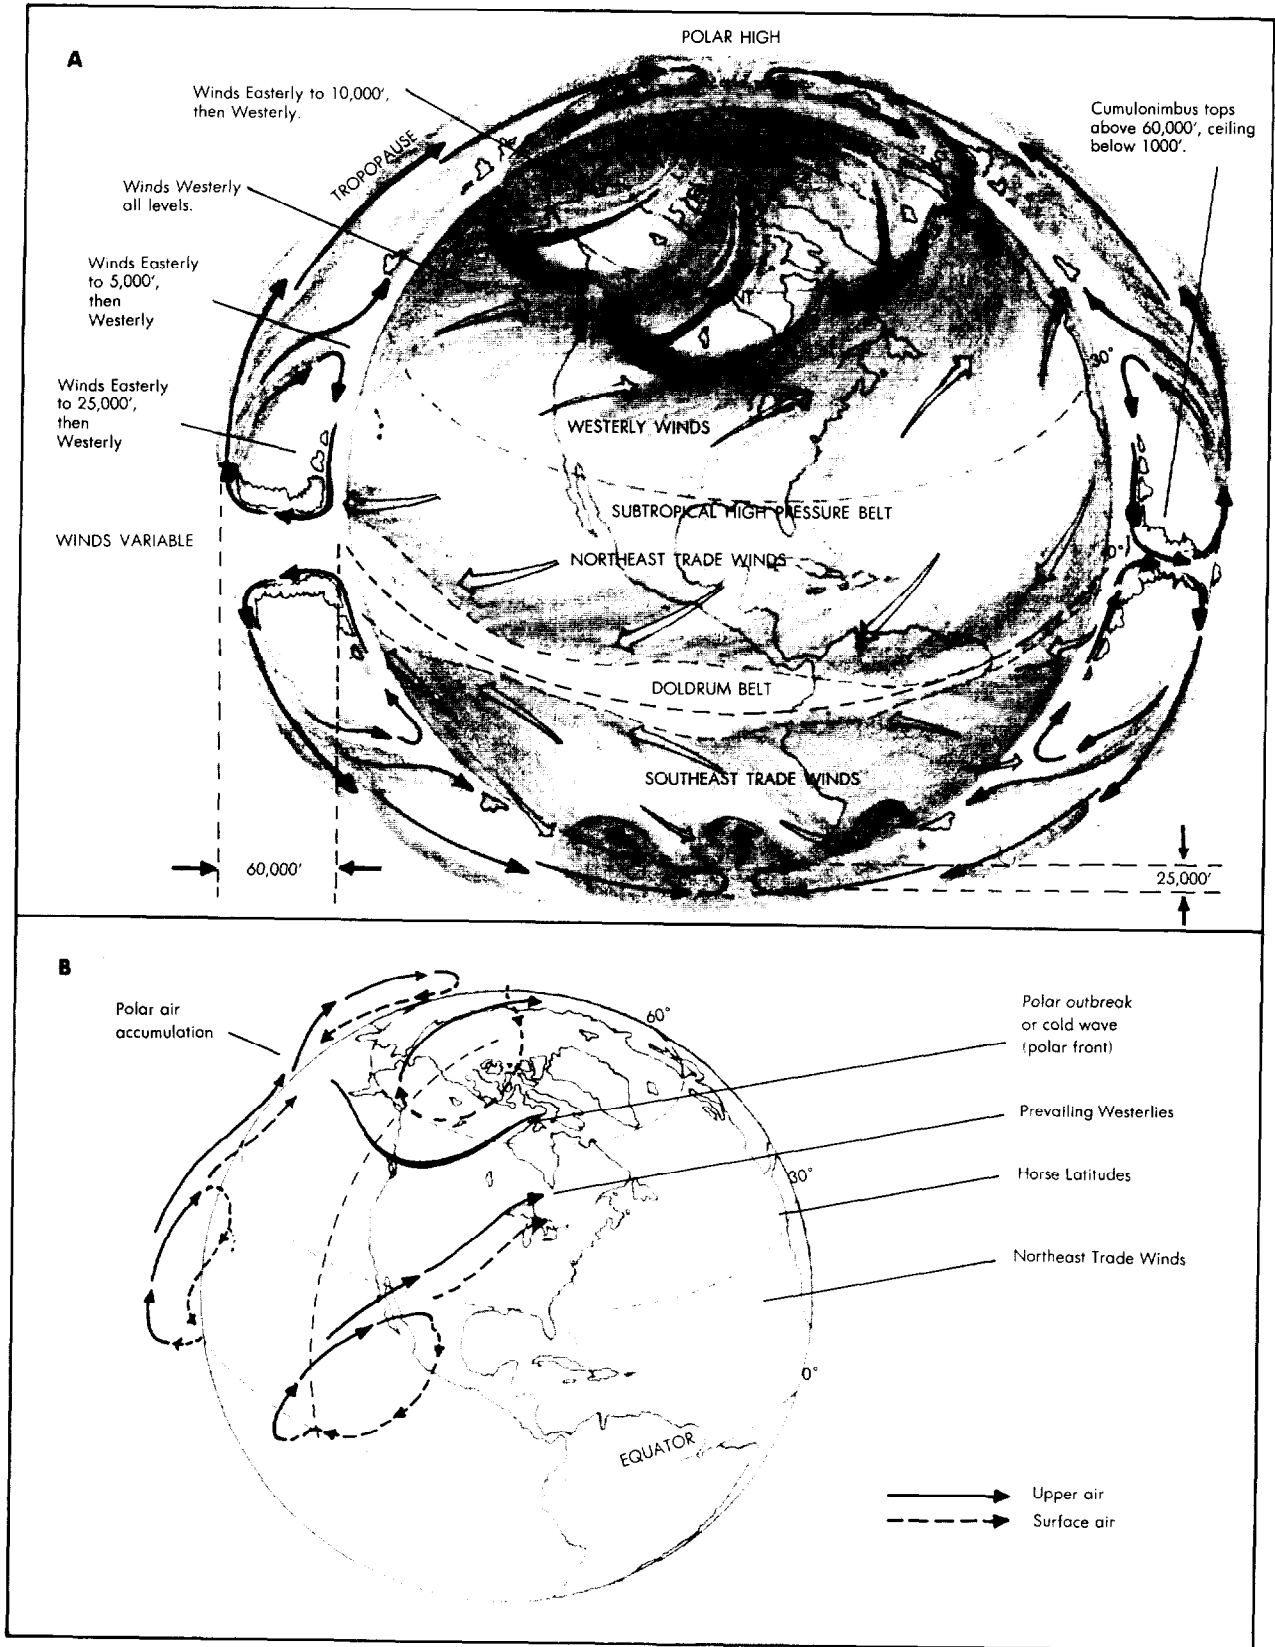 A
POLAR HIGH
Winds Easterly to 10,000′,
then Westerly.
Cumulonimbus tops
above 60,000′, ceiling
below 1000′.
TROPOPAUSE
Winds Westerly
all levels.
Winds Easterly
to 5,000′,
then
Westerly
30°
Winds Easterly
to 25,000′,
then
Westerly
WESTERLY WINDS
SUBTROPICAL HIGH PRESSURE BELT
WINDS VARIABLE
NORTHEAST TRADE WINDS
0°
DOLDRUM BELT
SOUTHEAST TRADE WINDS
60,000′
25,000′
B
Polar air
accumulation
60°
Polar outbreak
or cold wave
(polar front)
Prevailing Westerlies
30°
Horse Latitudes
Northeast Trade Winds
0°
EQUATOR
Upper air
Surface air